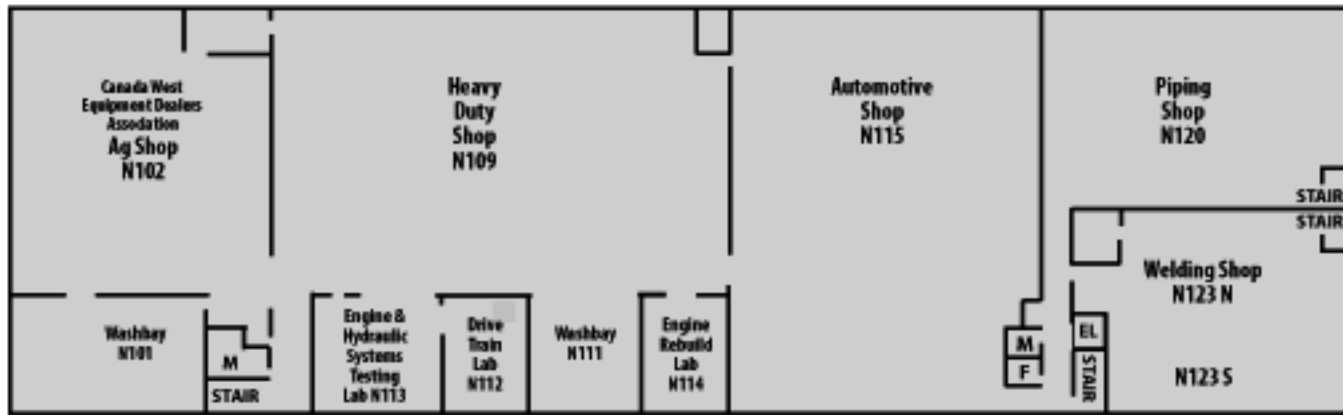 Canada West
Equipment Dealers
Assodation
Ag Shop
N102
Heavy
Duty
Shop
N109
Automotive
Shop
N115
Piping
Shop
N120
STAIR
STAIR
Welding Shop
N123 N
Washbay
N101
M
STAIR
Engine &
Hydraulic
Systems
Testing
Lab N113
Drive
Train
Lab
N112
Washbay
N111
Engine
Rebuild
Lab
N114
M
F
EL
STAIR
N123 S